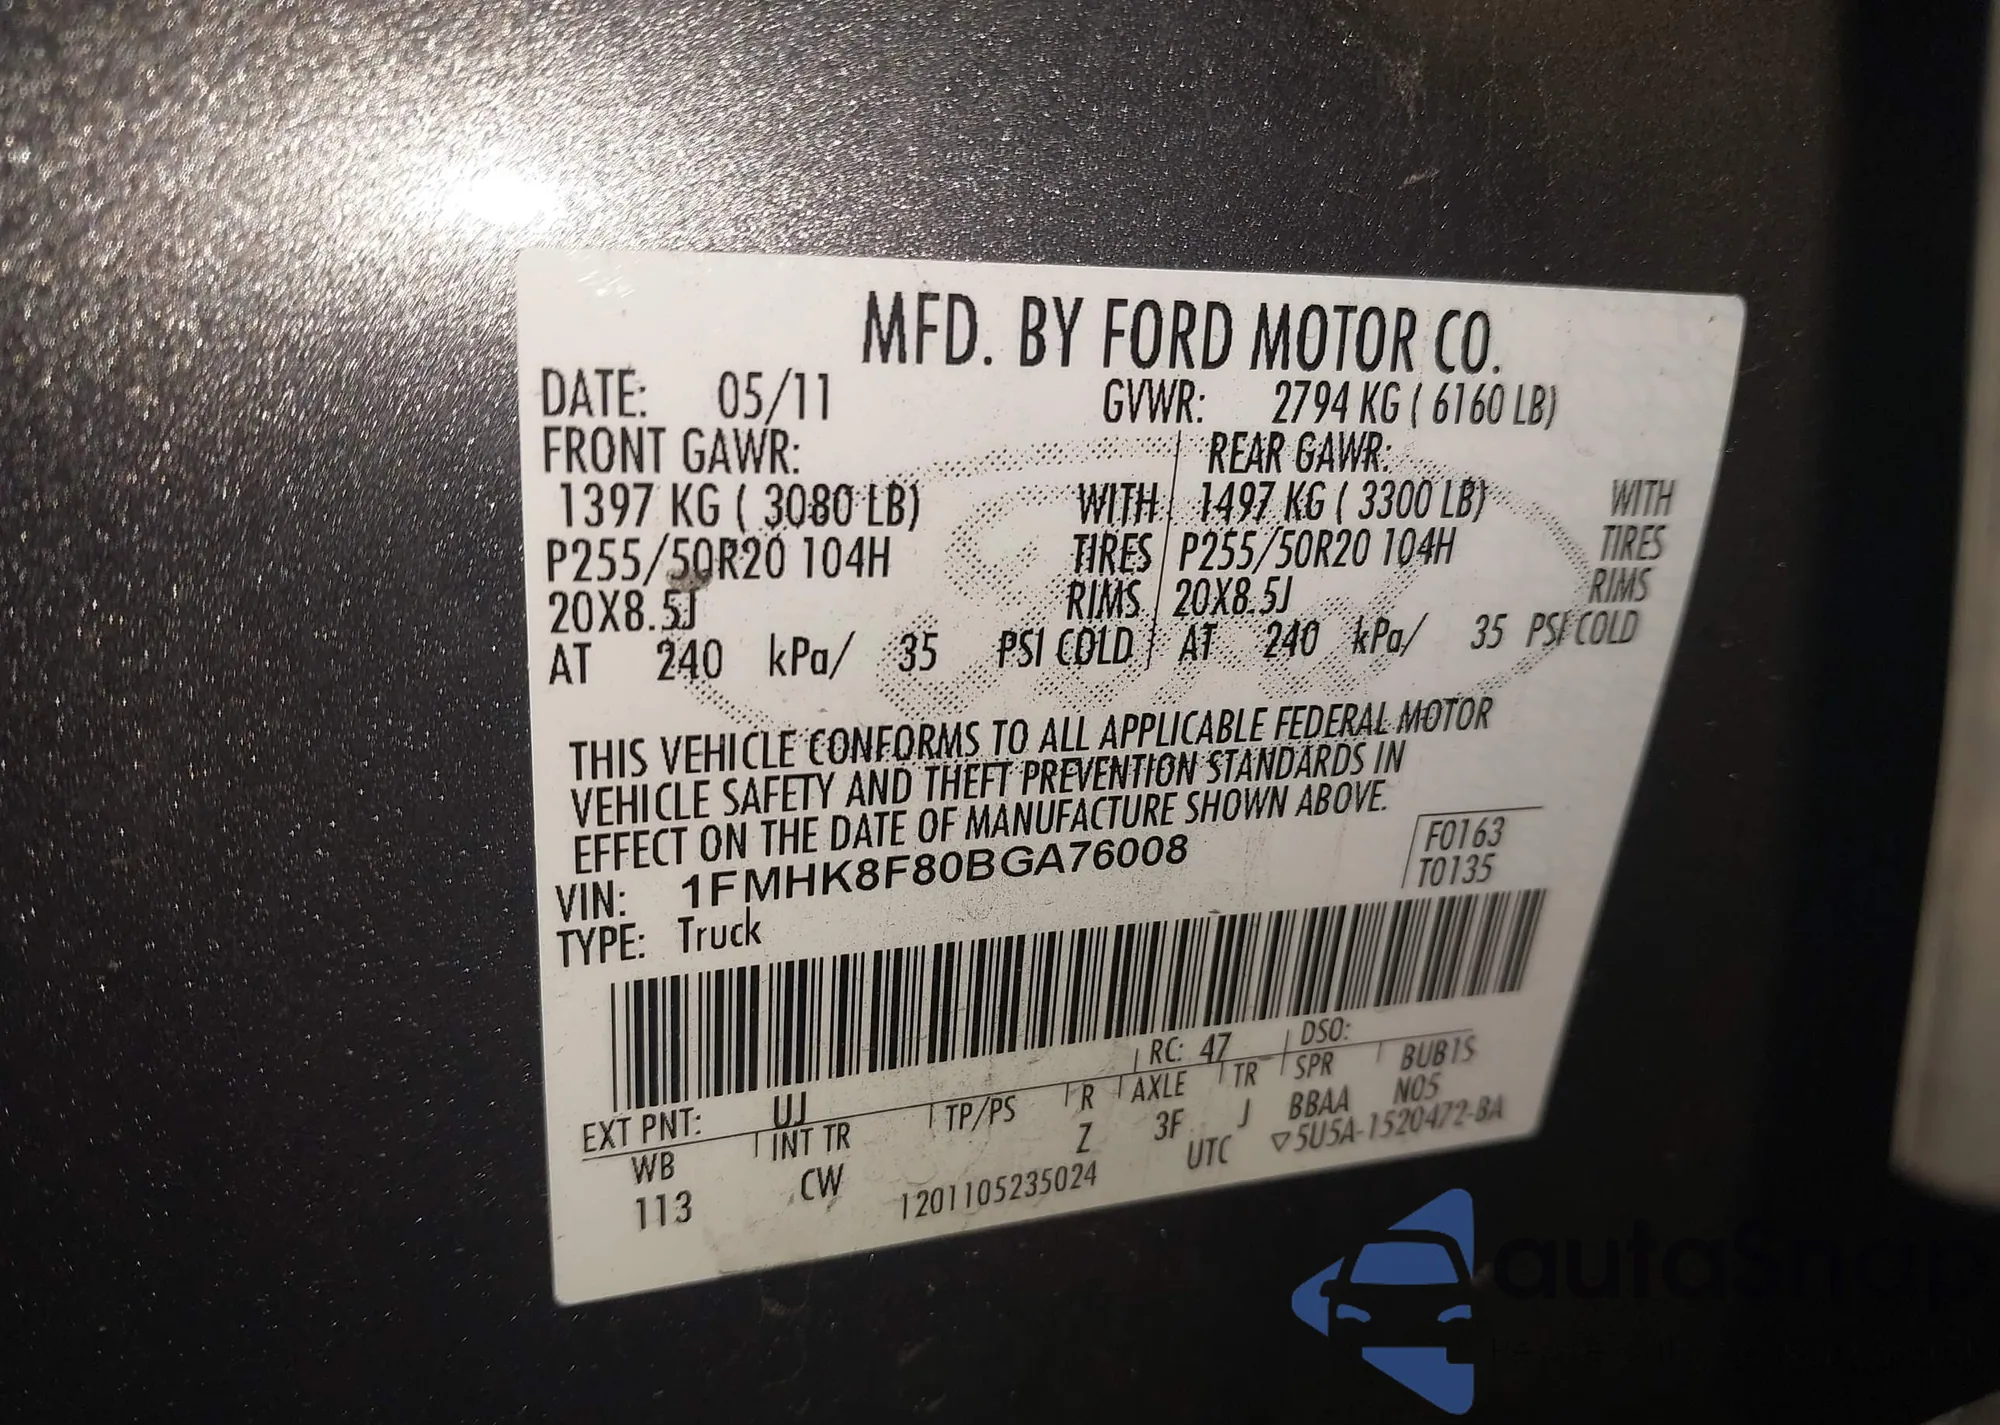 MFD. BY FORD MOTOR CO.
DATE: 05/11 GVWR: 2794 KG ( 6160 LB)
FRONT GAWR: REAR GAWR:
1397 KG ( 3080 LB) WITH 1497 KG ( 3300 LB) WITH
P255/50R20 104H TIRES P255/50R20 104H TIRES
20X8.5J RIMS 20X8.5J RIMS
AT 240 kPa/ 35 PSI COLD AT 240 kPa/ 35 PSI COLD
THIS VEHICLE CONFORMS TO ALL APPLICABLE FEDERAL MOTOR
VEHICLE SAFETY AND THEFT PREVENTION STANDARDS IN
EFFECT ON THE DATE OF MANUFACTURE SHOWN ABOVE.
VIN: 1FMHK8F80BGA76008
F0163
T0135
TYPE: Truck
RC: 47 DSO:
EXT PNT: UJ BUB1S
WB INT TR TP/PS R AXLE TR SPR N05
113 CW Z 3F J BBAA
1201105235024 UTC ▽5U5A-1520472-BA
autaSnap